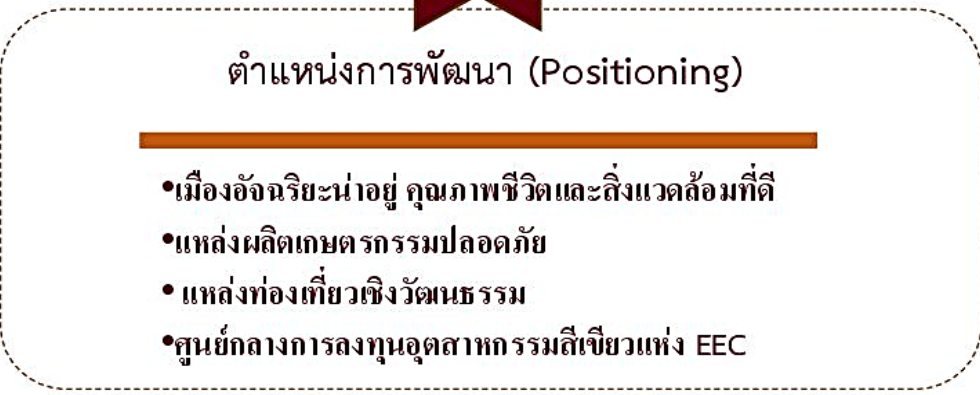 ตำแหน่งการพัฒนา (Positioning)
•เมืองอัจฉริยะน่าอยู่ คุณภาพชีวิตและสิ่งแวดล้อมที่ดี
•แหล่งผลิตเกษตรกรรมปลอดภัย
• แหล่งท่องเที่ยวเชิงวัฒนธรรม
•ศูนย์กลางการลงทุนอุตสาหกรรมสีเขียวแห่ง EEC